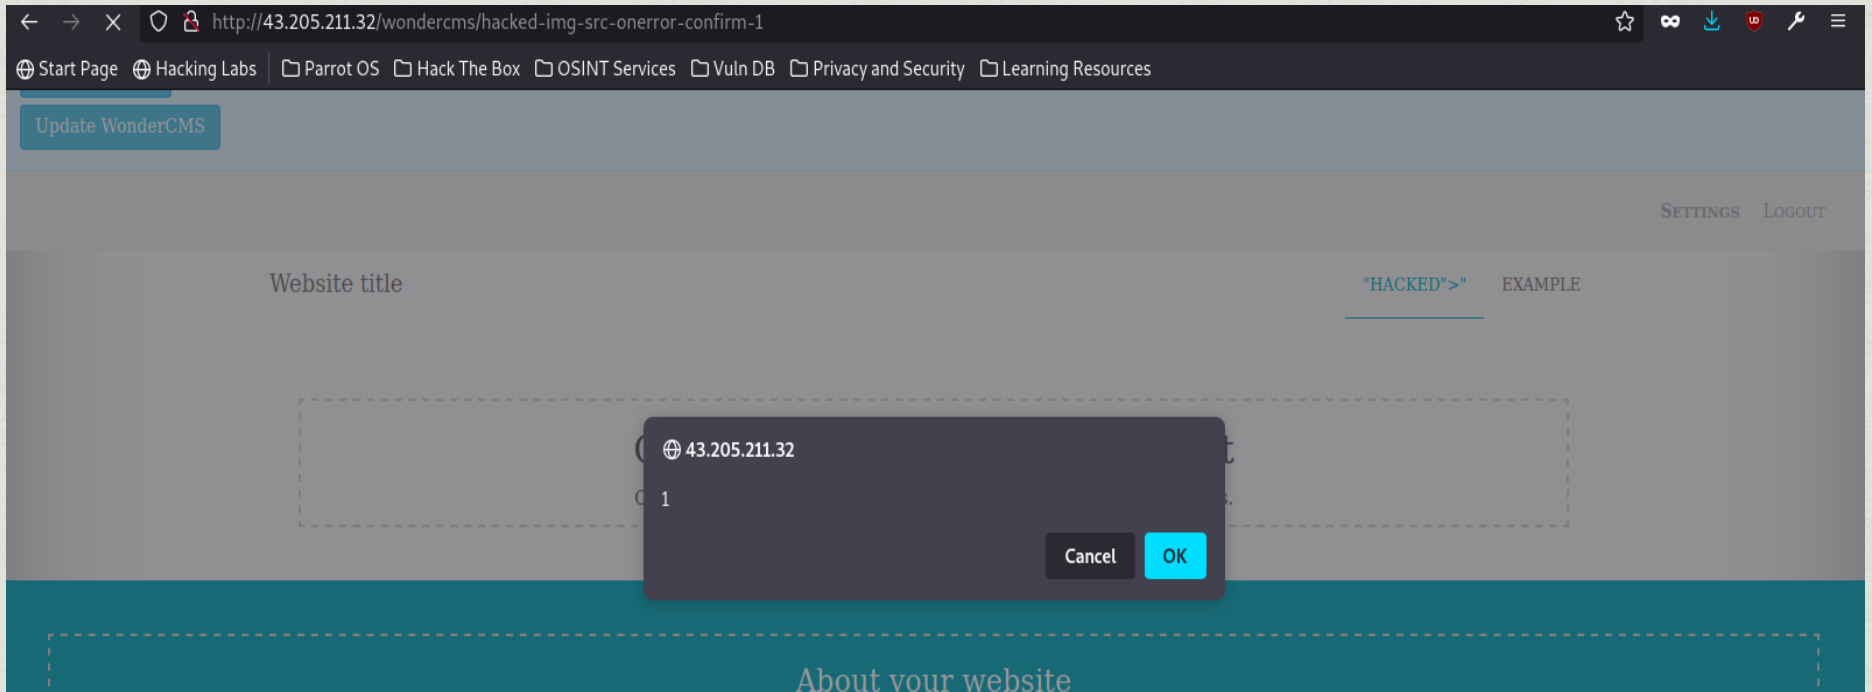 http://43.205.211.32/wondercms/hacked-img-src-onerror-confirm-1
Start Page Hacking Labs Parrot OS Hack The Box OSINT Services Vuln DB Privacy and Security Learning Resources
Update WonderCMS
SETTINGS LOGOUT
Website title "HACKED">" EXAMPLE
43.205.211.32
1
Cancel OK
About your website